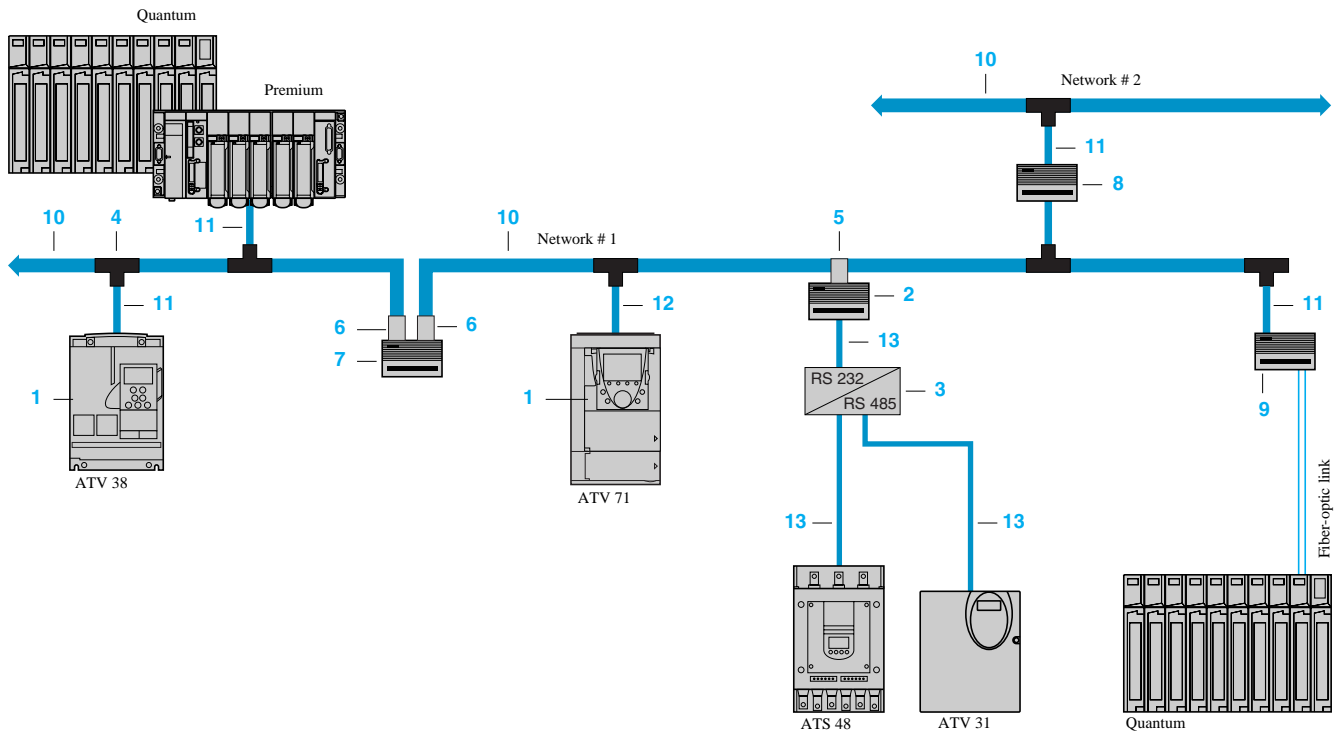 Quantum
Premium
10
Network # 2
11
8
10
4
11
10
Network # 1
5
11
6
6
7
12
2
13
11
1
1
RS 232
RS 485
3
9
ATV 38
ATV 71
Fiber-optic link
13
13
ATS 48
ATV 31
Quantum